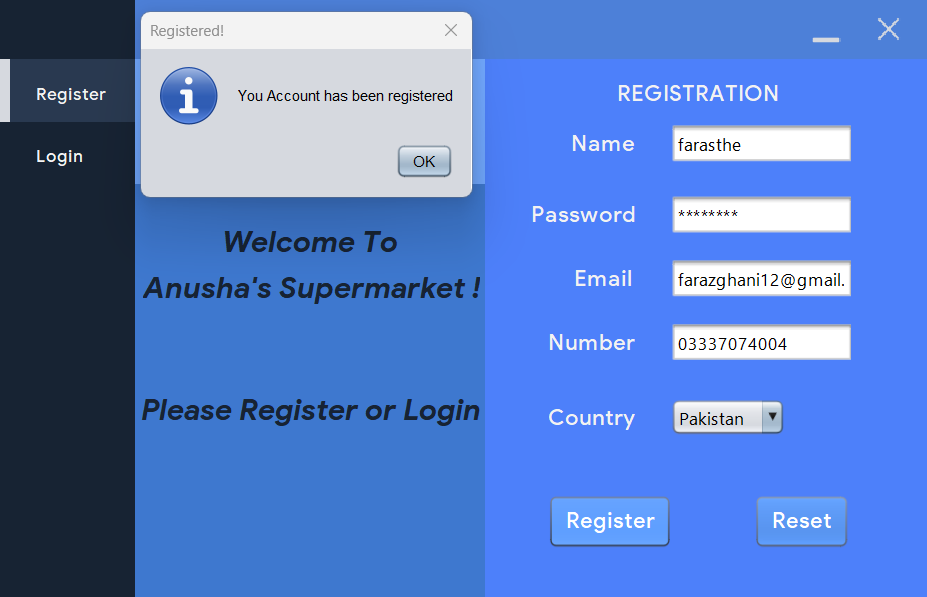 Registered!
You Account has been registered
OK
Register
Login
Welcome To
Anusha's Supermarket !
Please Register or Login
REGISTRATION
Name
farasthe
Password
********
Email
farazghani12@gmail.
Number
03337074004
Country
Pakistan
Register
Reset